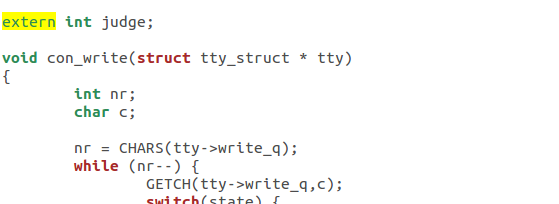 extern int judge;
void con_write(struct tty_struct * tty)
{
int nr;
char c;
nr = CHARS(tty->write_q);
while (nr--) {
GETCH(tty->write_q,c);
switch(state) {